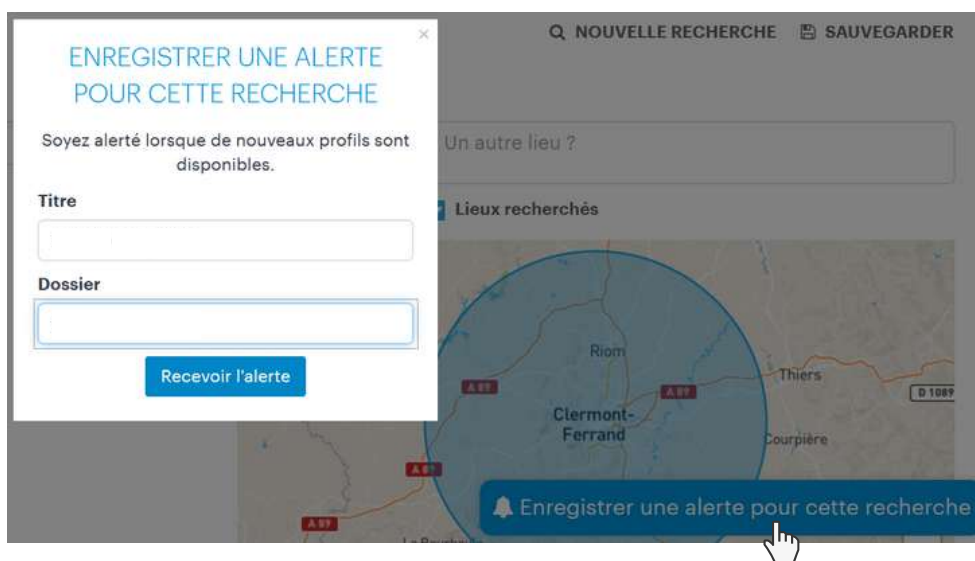 ×
ENREGISTRER UNE ALERTE
POUR CETTE RECHERCHE
Soyez alerté lorsque de nouveaux profils sont
disponibles.
Titre
Dossier
Recevoir l'alerte
NOUVELLE RECHERCHE SAUVEGARDER
Un autre lieu ?
Lieux recherchés
Riom
Thiers
A 89
A 89
D 1089
Clermont-
Ferrand
Courpière
A 89
Enregistrer une alerte pour cette recherche
A 89